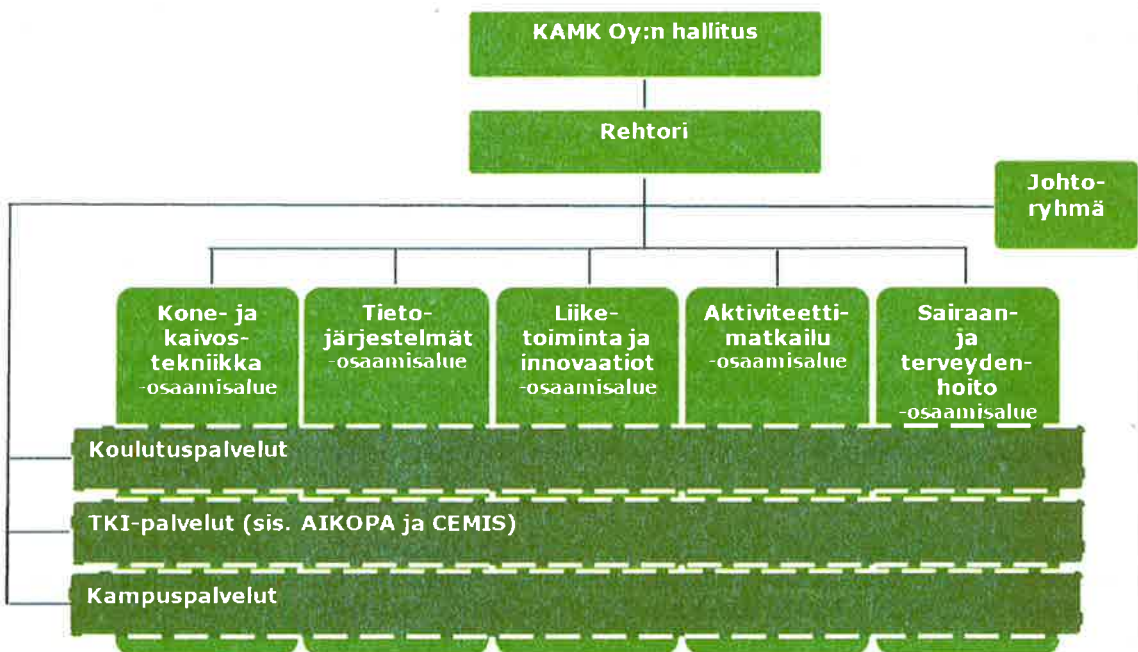 KAMK Oy:n hallitus
Rehtori
Johto-
ryhmä
Kone- ja
kaivos-
tekniikka
-osaamisalue
Tieto-
järjestelmät
-osaamisalue
Liike-
toiminta ja
innovaatiot
-osaamisalue
Aktiviteetti-
matkailu
-osaamisalue
Sairaan-
ja
terveyden-
hoito
-osaamisalue
Koulutuspalvelut
TKI-palvelut (sis. AIKOPA ja CEMIS)
Kampuspalvelut